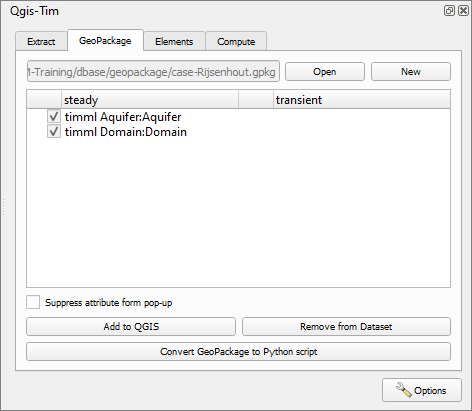 Qgis-Tim
Extract GeoPackage Elements Compute
-Training/dbase/geopackage/case-Rijsenhout.gpkg Open New
steady transient
timml Aquifer:Aquifer
timml Domain:Domain
Suppress attribute form pop-up
Add to QGIS Remove from Dataset
Convert GeoPackage to Python script
Options